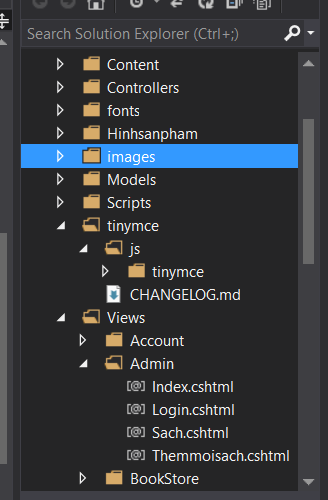 Search Solution Explorer (Ctrl+;)
Content
Controllers
fonts
Hinhsanpham
images
Models
Scripts
tinymce
js
tinymce
CHANGELOG.md
Views
Account
Admin
Index.cshtml
Login.cshtml
Sach.cshtml
Themmoisach.cshtml
BookStore